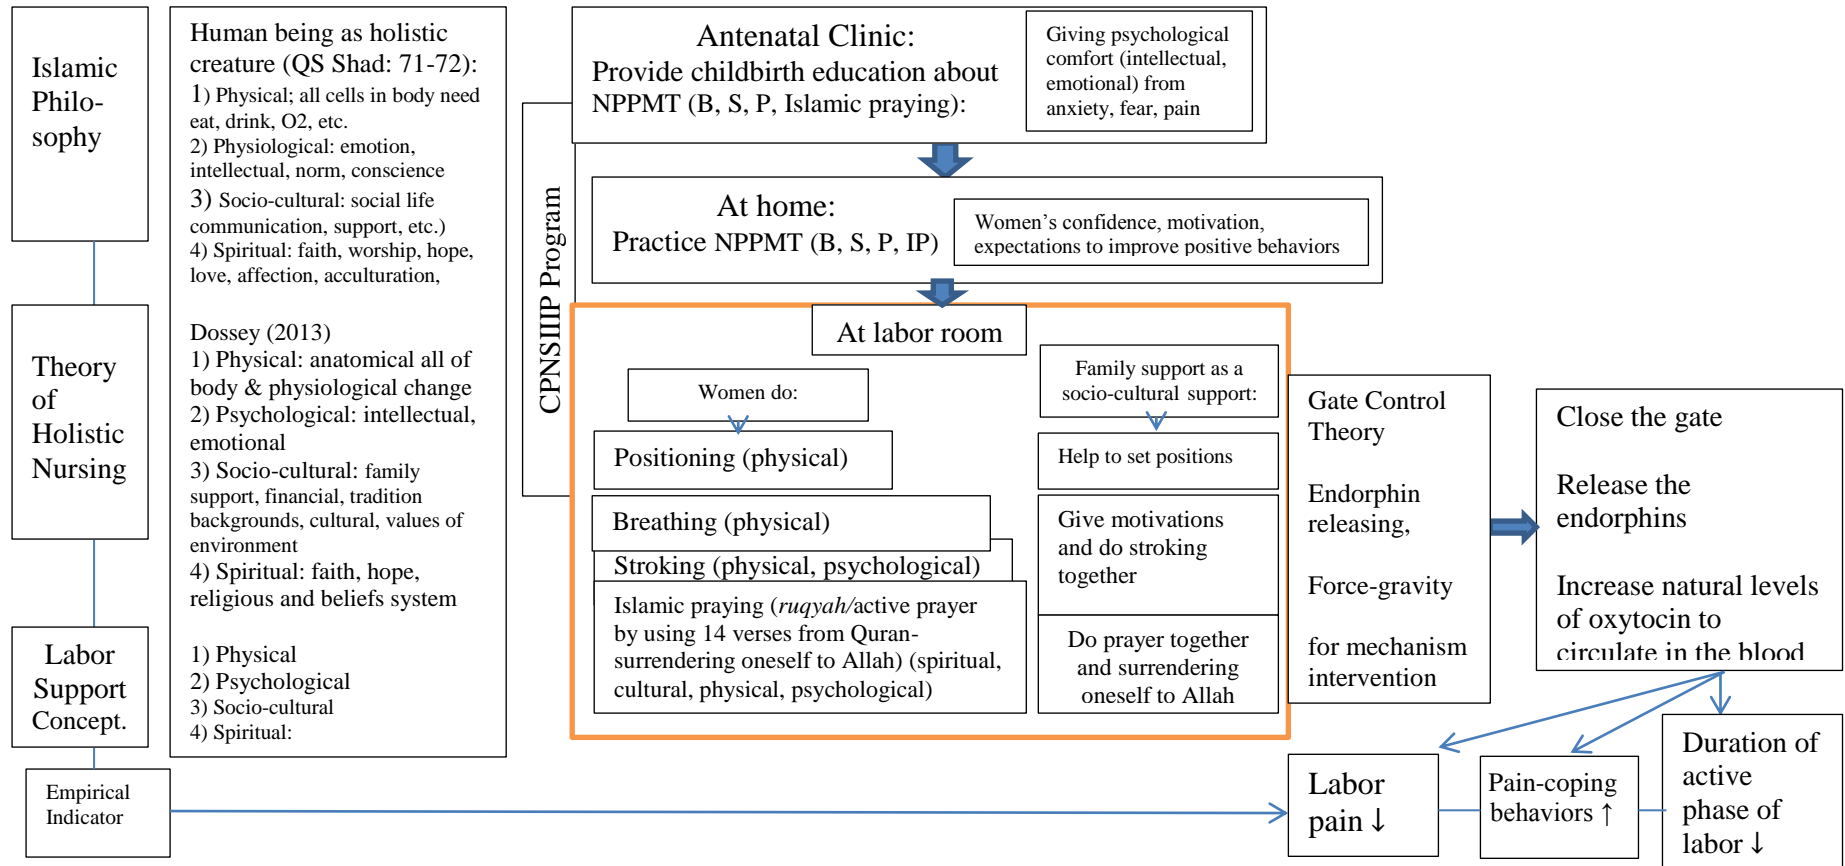 Islamic
Philo-
sophy
Theory
of
Holistic
Nursing
Labor
Support
Concept.
Empirical
Indicator
Human being as holistic
creature (QS Shad: 71-72):
1) Physical; all cells in body need
eat, drink, O2, etc.
2) Physiological: emotion,
intellectual, norm, conscience
3) Socio-cultural: social life
communication, support, etc.)
4) Spiritual: faith, worship, hope,
love, affection, acculturation,
Dossey (2013)
1) Physical: anatomical all of
body & physiological change
2) Psychological: intellectual,
emotional
3) Socio-cultural: family
support, financial, tradition
backgrounds, cultural, values of
environment
4) Spiritual: faith, hope,
religious and beliefs system
1) Physical
2) Psychological
3) Socio-cultural
4) Spiritual:
CPNSIIIP Program
Antenatal Clinic:
Provide childbirth education about
NPPMT (B, S, P, Islamic praying):
Giving psychological
comfort (intellectual,
emotional) from
anxiety, fear, pain
At home:
Practice NPPMT (B, S, P, IP)
Women’s confidence, motivation,
expectations to improve positive behaviors
At labor room
Women do:
Positioning (physical)
Breathing (physical)
Stroking (physical, psychological)
Islamic praying (ruqyah/active prayer
by using 14 verses from Quran-
surrendering oneself to Allah) (spiritual,
cultural, physical, psychological)
Family support as a
socio-cultural support:
Help to set positions
Give motivations
and do stroking
together
Do prayer together
and surrendering
oneself to Allah
Gate Control
Theory
Endorphin
releasing,
Force-gravity
for mechanism
intervention
Close the gate
Release the
endorphins
Increase natural levels
of oxytocin to
circulate in the blood
Labor
pain ↓
Pain-coping
behaviors ↑
Duration of
active
phase of
labor ↓